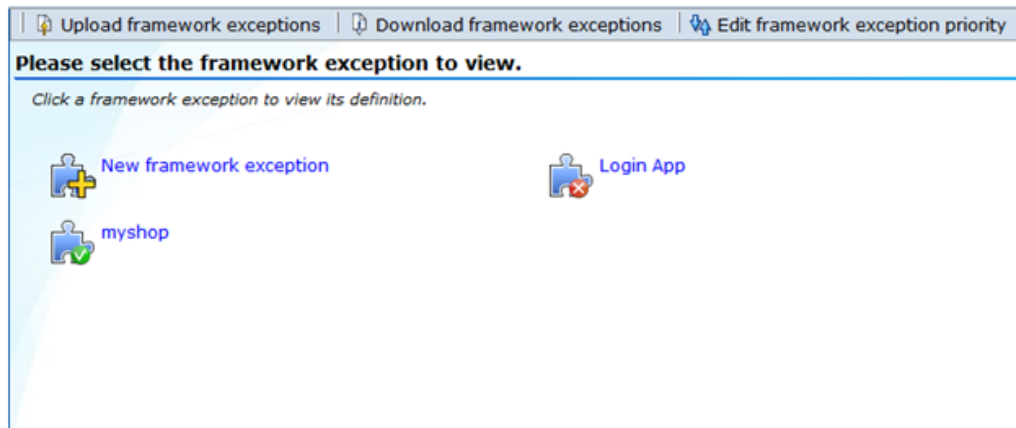 Upload framework exceptions Download framework exceptions Edit framework exception priority
Please select the framework exception to view.
Click a framework exception to view its definition.
New framework exception Login App
myshop